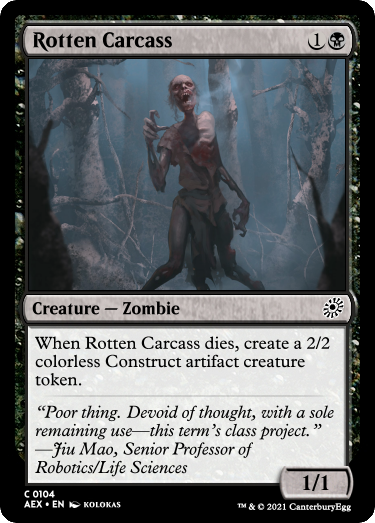 Rotten Carcass 1
Creature — Zombie
When Rotten Carcass dies, create a 2/2
colorless Construct artifact creature
token.
“Poor thing. Devoid of thought, with a sole
remaining use—this term’s class project.”
—Jiu Mao, Senior Professor of
Robotics/Life Sciences
1/1
C 0104
AEX • EN KOLOKAS
™ & © 2021 CanterburyEgg